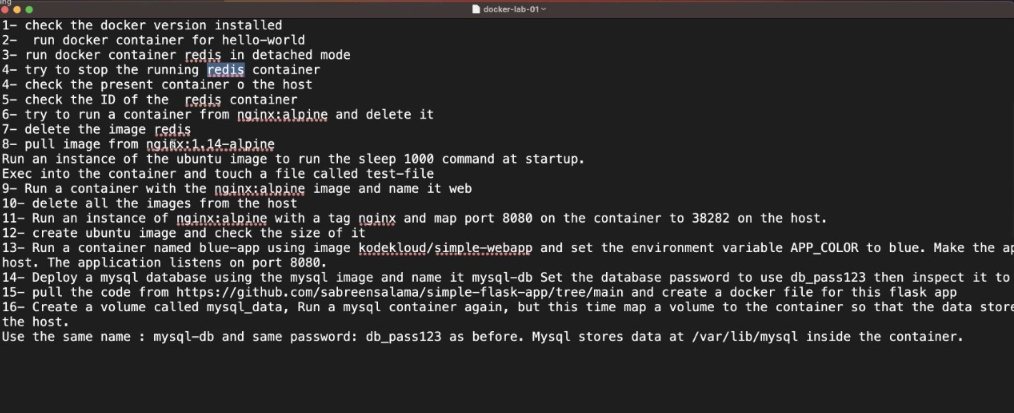 ing
docker-lab-01
1- check the docker version installed
2-  run docker container for hello-world
3- run docker container redis in detached mode
4- try to stop the running redis container
4- check the present container o the host
5- check the ID of the  redis container
6- try to run a container from nginx:alpine and delete it
7- delete the image redis
8- pull image from nginx:1.14-alpine
Run an instance of the ubuntu image to run the sleep 1000 command at startup.
Exec into the container and touch a file called test-file
9- Run a container with the nginx:alpine image and name it web
10- delete all the images from the host
11- Run an instance of nginx:alpine with a tag nginx and map port 8080 on the container to 38282 on the host.
12- create ubuntu image and check the size of it
13- Run a container named blue-app using image kodekloud/simple-webapp and set the environment variable APP_COLOR to blue. Make the ap
host. The application listens on port 8080.
14- Deploy a mysql database using the mysql image and name it mysql-db Set the database password to use db_pass123 then inspect it to
15- pull the code from https://github.com/sabreensalama/simple-flask-app/tree/main and create a docker file for this flask app
16- Create a volume called mysql_data, Run a mysql container again, but this time map a volume to the container so that the data store
the host.
Use the same name : mysql-db and same password: db_pass123 as before. Mysql stores data at /var/lib/mysql inside the container.